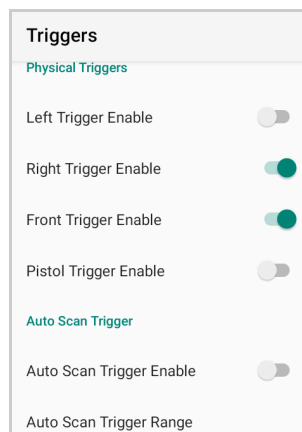 Triggers
Physical Triggers
Left Trigger Enable
Right Trigger Enable
Front Trigger Enable
Pistol Trigger Enable
Auto Scan Trigger
Auto Scan Trigger Enable
Auto Scan Trigger Range